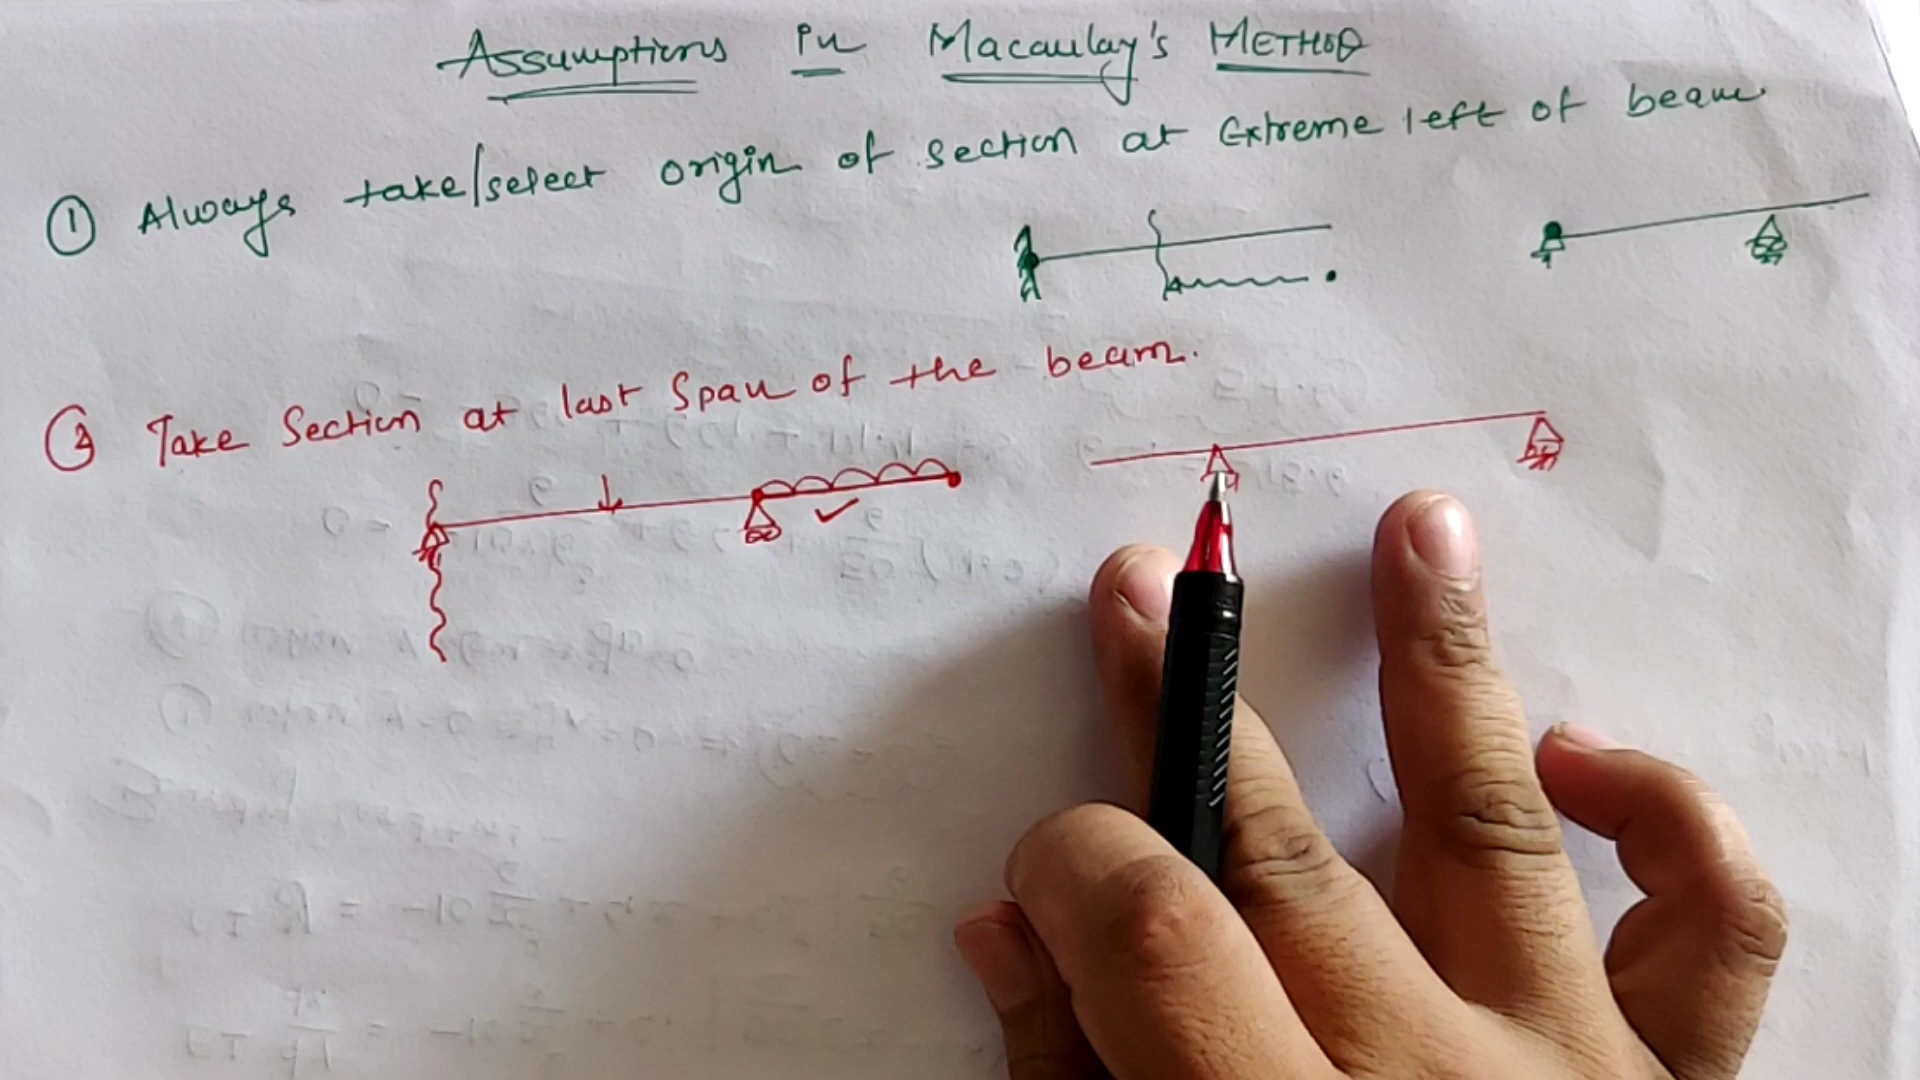 Assumptions in Macaulay's METHOD
① Always take/select origin of section at Extreme left of beam.
② Take Section at last Span of the beam.